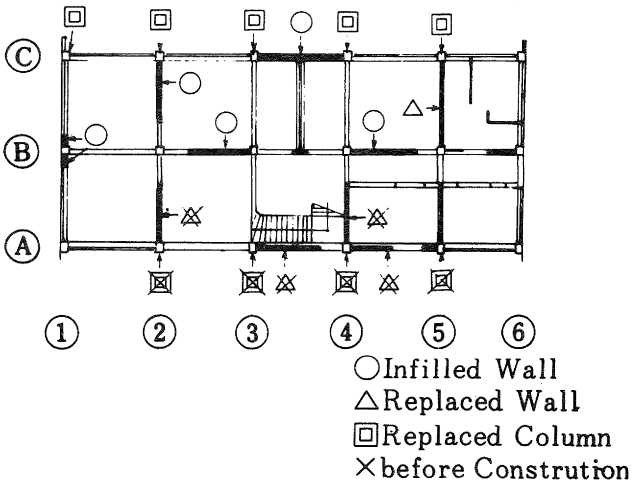 C
B
A
1 2 3 4 5 6
Infilled Wall
Replaced Wall
Replaced Column
before Constrution